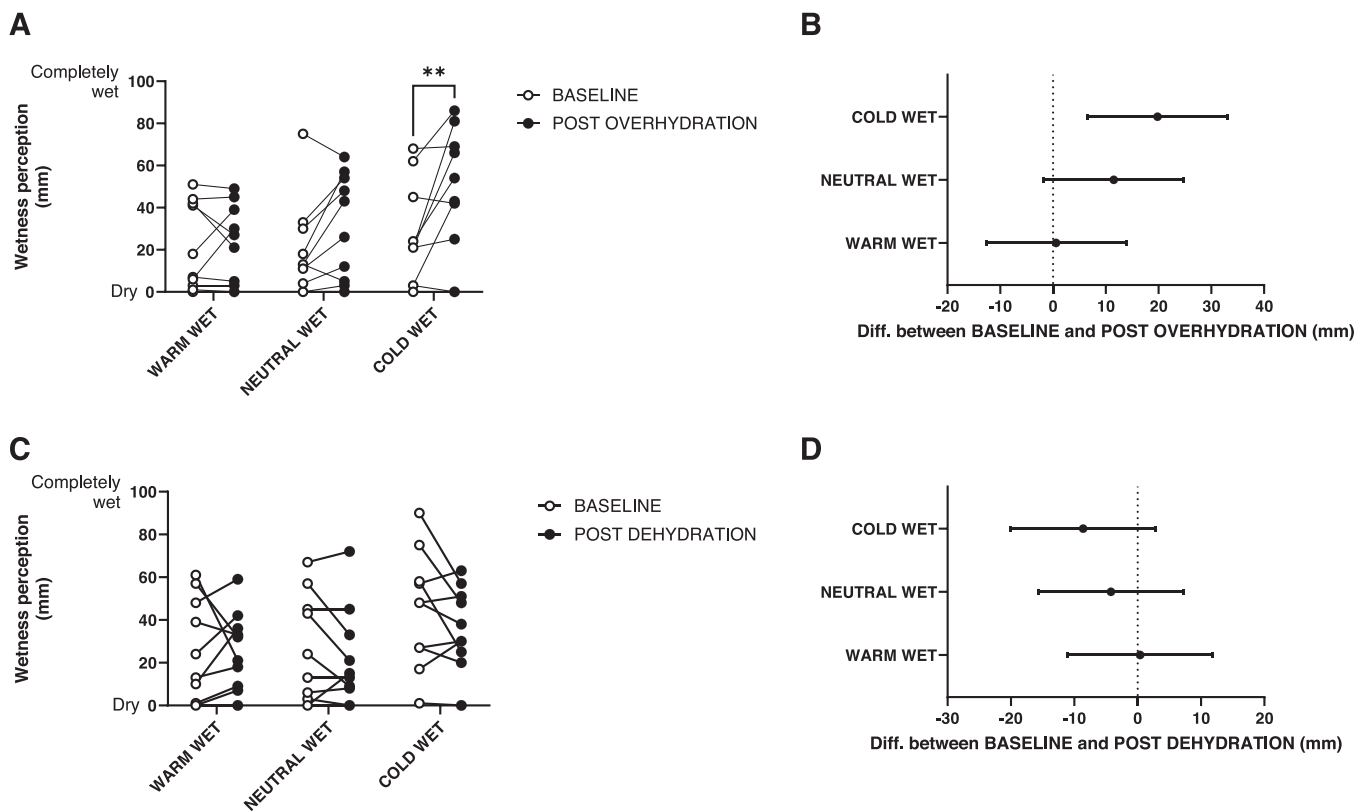 A
Completely
wet
Wetness perception
(mm)
100
80
60
40
20
Dry 0
**
BASELINE
POST OVERHYDRATION
WARM WET
NEUTRAL WET
COLD WET
B
COLD WET
NEUTRAL WET
WARM WET
-20 -10 0 10 20 30 40
Diff. between BASELINE and POST OVERHYDRATION (mm)
C
Completely
wet
Wetness perception
(mm)
100
80
60
40
20
Dry 0
BASELINE
POST DEHYDRATION
WARM WET
NEUTRAL WET
COLD WET
D
COLD WET
NEUTRAL WET
WARM WET
-30 -20 -10 0 10 20
Diff. between BASELINE and POST DEHYDRATION (mm)